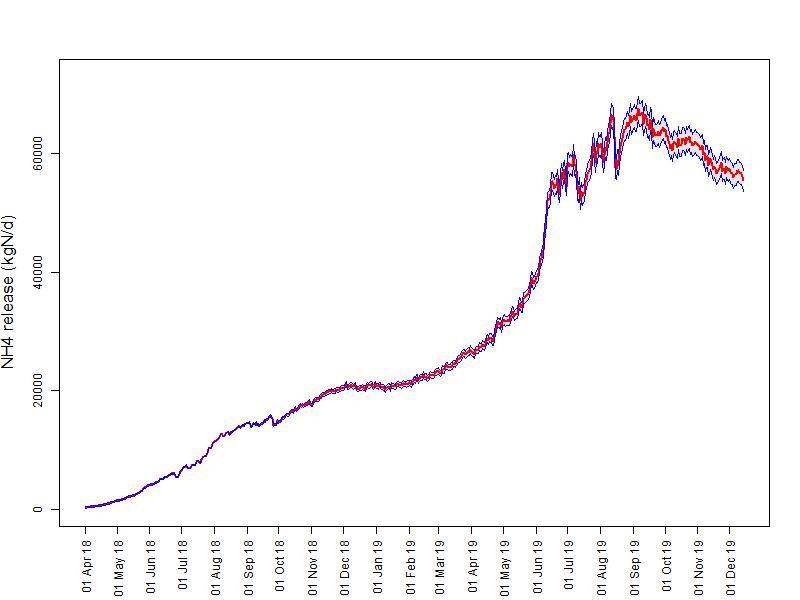 NH4 release (kgN/d)
60000
40000
20000
0
01 Apr 18
01 May 18
01 Jun 18
01 Jul 18
01 Aug 18
01 Sep 18
01 Oct 18
01 Nov 18
01 Dec 18
01 Jan 19
01 Feb 19
01 Mar 19
01 Apr 19
01 May 19
01 Jun 19
01 Jul 19
01 Aug 19
01 Sep 19
01 Oct 19
01 Nov 19
01 Dec 19